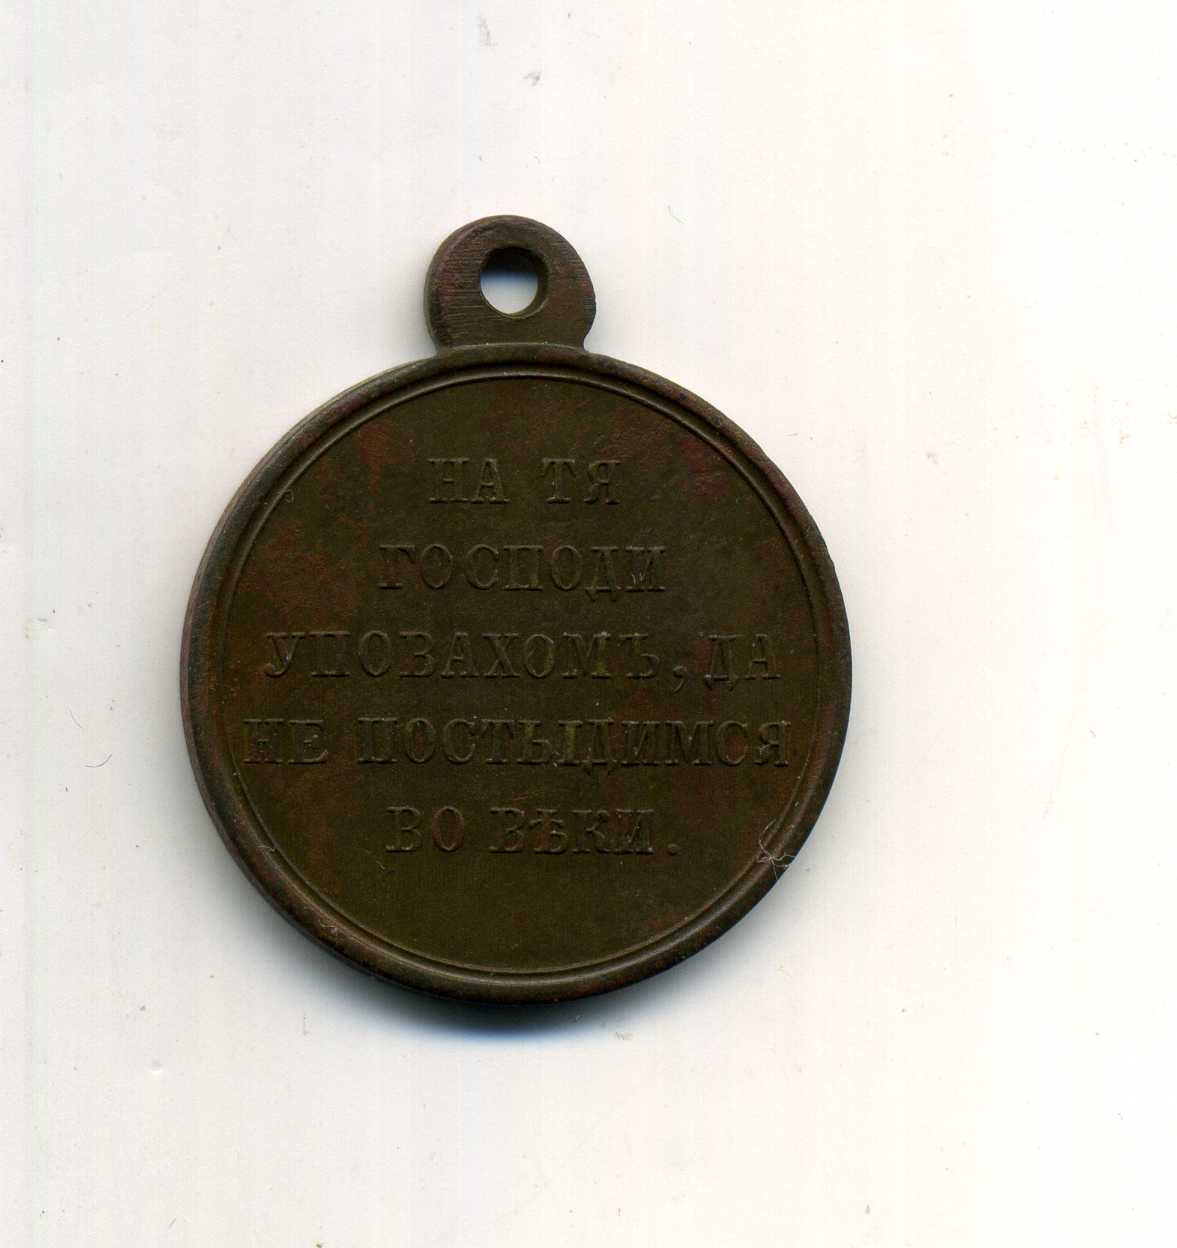 НА ТЯ
ГОСПОДИ
УПОВАХОМЪ, ДА
НЕ ПОСТЫДИМСЯ
ВО ВѢКИ.